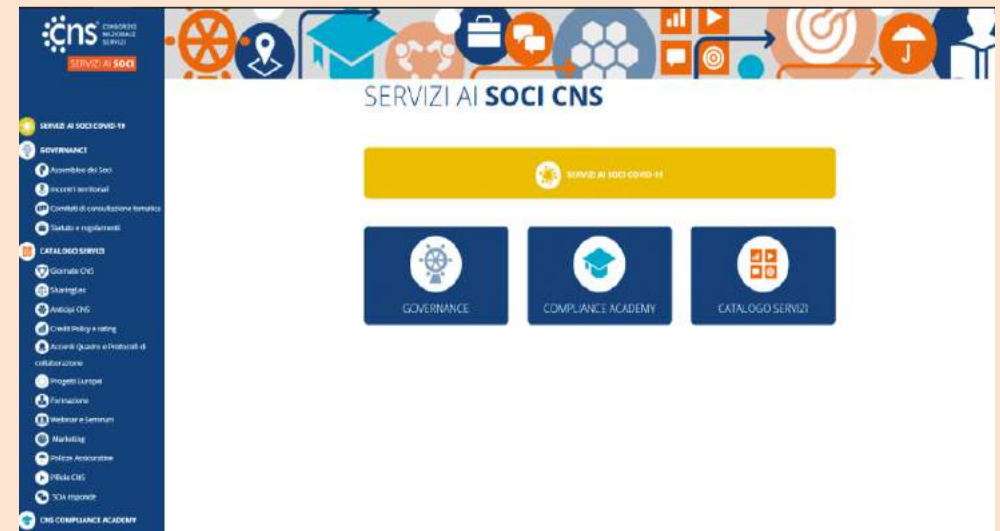 cns CONSORZIO
NAZIONALE
SERVIZI
SERVIZI AI SOCI
SERVIZI AI SOCI CNS
SERVIZI AI SOCI COVID-19
GOVERNANCE
Assemblee dei Soci
Incontri territoriali
Comitati di consultazione tematica
Statuto e regolamenti
CATALOGO SERVIZI
Giornate CNS
SharingLec
Anticipi CNS
Credit Policy e rating
Accordi Quadro e Protocolli di
collaborazione
Progetti Europei
Formazione
Webinar e Seminari
Marketing
Polizze Assicurative
Pillole CNS
SOA risponde
CNS COMPLIANCE ACADEMY
SERVIZI AI SOCI COVID-19
GOVERNANCE
COMPLIANCE ACADEMY
CATALOGO SERVIZI